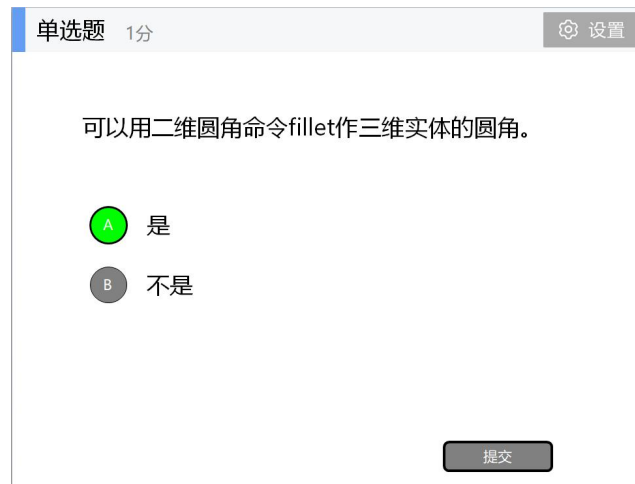 单选题 1分 设置
可以用二维圆角命令fillet作三维实体的圆角。
A 是
B 不是
提交